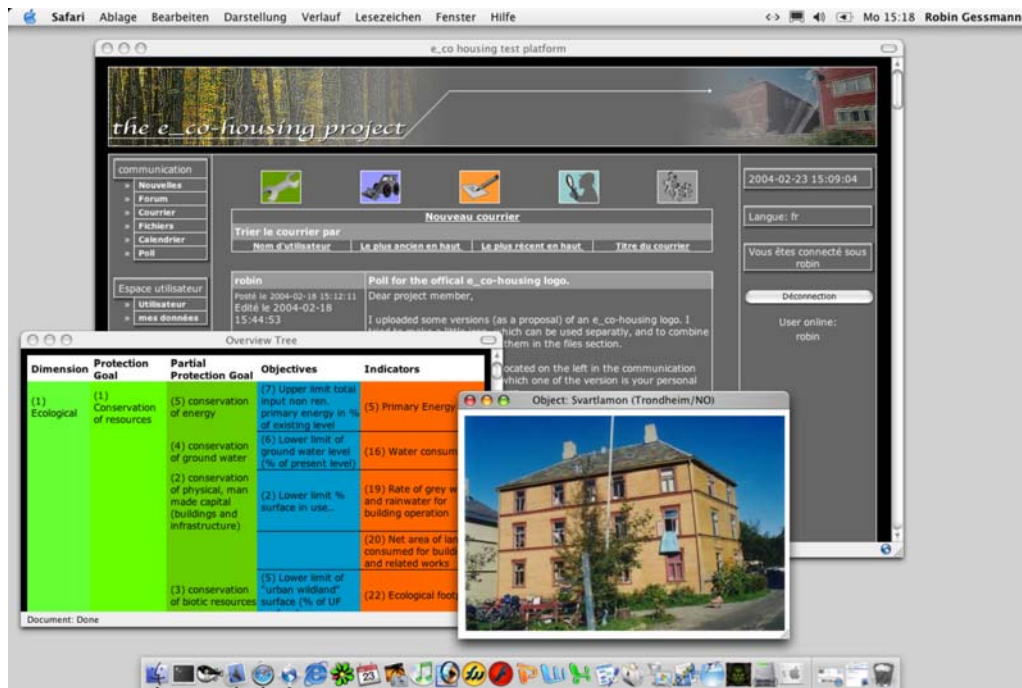 Safari Ablage Bearbeiten Darstellung Verlauf Lesezeichen Fenster Hilfe
Mo 15:18 Robin Gessmann
e_co housing test platform
the e_co-housing project
communication
» Nouvelles
» Forum
» Courrier
» Fichiers
» Calendrier
» Poll
Espace utilisateur
» Utilisateur
» mes données
Nouveau courrier
Trier le courrier par
Nom d'utilisateur Le plus ancien en haut Le plus récent en haut Titre du courrier
robin
Posté le 2004-02-18 15:12:11
Edité le 2004-02-18
15:44:53
Poll for the offical e_co-housing logo.
Dear project member,
I uploaded some versions (as a proposal) of an e_co-housing logo. I
which can be used separatly, and to combine
them in the files section.
ocated on the left in the communication
which one of the version is your personal
2004-02-23 15:09:04
Langue: fr
Vous êtes connecté sous
robin
Déconnection
User online:
robin
Overview Tree
Dimension
Protection
Goal
Partial
Protection Goal
Objectives
Indicators
(1)
Ecological
(1)
Conservation
of resources
(5) conservation
of energy
(7) Upper limit total
input non ren.
primary energy in %
of existing level
(5) Primary Energy
(4) conservation
of ground water
(6) Lower limit of
ground water level
(% of present level)
(16) Water consum
(2) conservation
of physical, man
made capital
(buildings and
infrastructure)
(2) Lower limit %
surface in use..
(19) Rate of grey w
and rainwater for
building operation
(20) Net area of lan
consumed for buildi
and related works
(3) conservation
of biotic resources
(5) Lower limit of
"urban wildland"
surface (% of UF
(22) Ecological foot
Document: Done
Object: Svartlamon (Trondheim/NO)
23